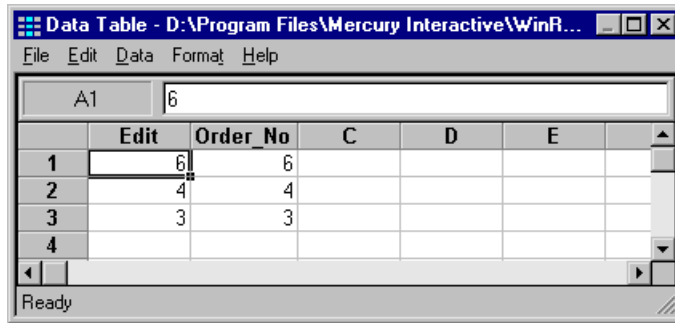 Data Table - D:\Program Files\Mercury Interactive\WinR...
File Edit Data Format Help
A1 6
Edit Order_No C D E
1 6 6
2 4 4
3 3 3
4
Ready